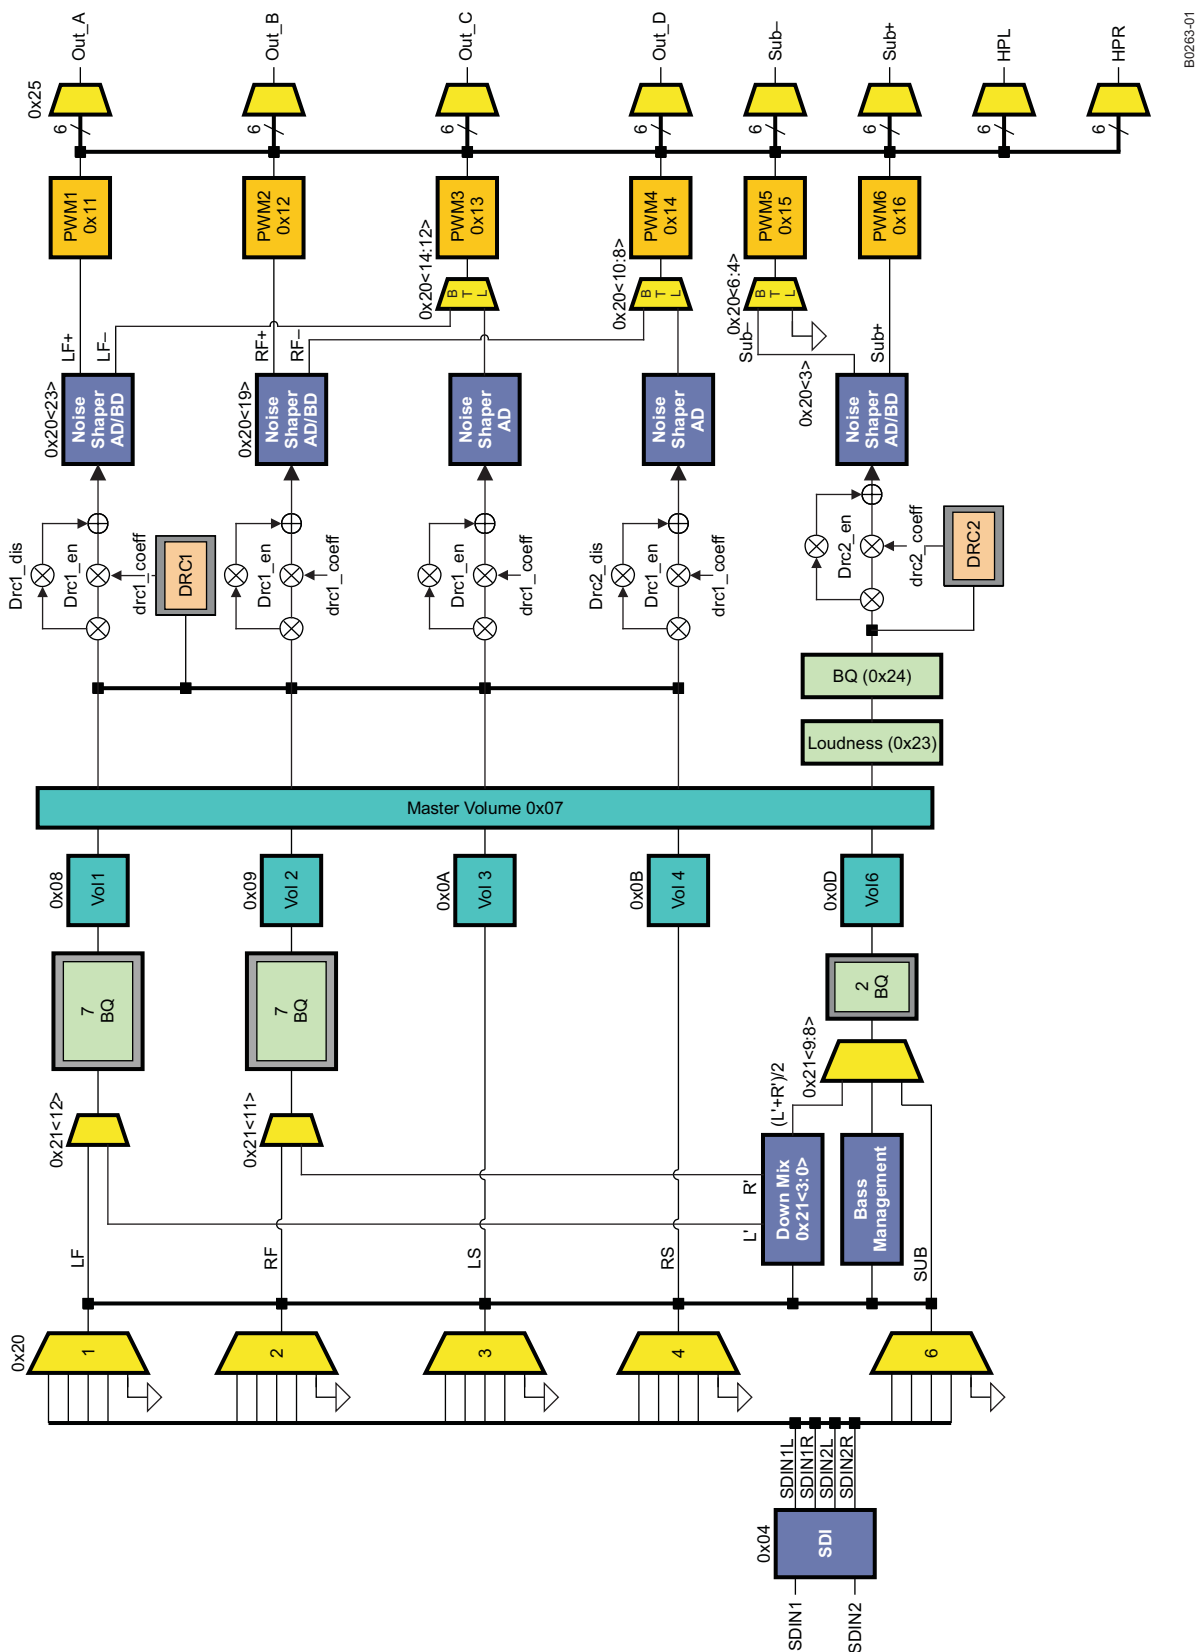 0x25
Out_A
Out_B
Out_C
Out_D
Sub–
Sub+
HPL
HPR
B0263-01
6
6
6
6
6
6
6
6
PWM1
0x11
PWM2
0x12
PWM3
0x13
PWM4
0x14
PWM5
0x15
PWM6
0x16
0x20<14:12>
0x20<10:8>
0x20<6:4>
B
T
L
B
T
L
B
T
L
LF+
LF–
RF+
RF–
Sub–
Sub+
0x20<23>
0x20<19>
0x20<3>
Noise
Shaper
AD/BD
Noise
Shaper
AD/BD
Noise
Shaper
AD
Noise
Shaper
AD
Noise
Shaper
AD/BD
Drc1_dis
Drc1_en
drc1_coeff
DRC1
Drc1_en
drc1_coeff
Drc1_en
drc1_coeff
Drc2_dis
Drc1_en
drc1_coeff
Drc2_en
drc2_coeff
DRC2
BQ (0x24)
Loudness (0x23)
Master Volume 0x07
0x08
Vol1
0x09
Vol 2
0x0A
Vol 3
0x0B
Vol 4
0x0D
Vol6
7
BQ
7
BQ
2
BQ
0x21<12>
0x21<11>
0x21<9:8>
(L'+R')/2
R'
L'
Down Mix
0x21<3:0>
Bass
Management
LF
RF
LS
RS
SUB
0x20
1
2
3
4
6
SDIN1L
SDIN1R
SDIN2L
SDIN2R
0x04
SDI
SDIN1
SDIN2